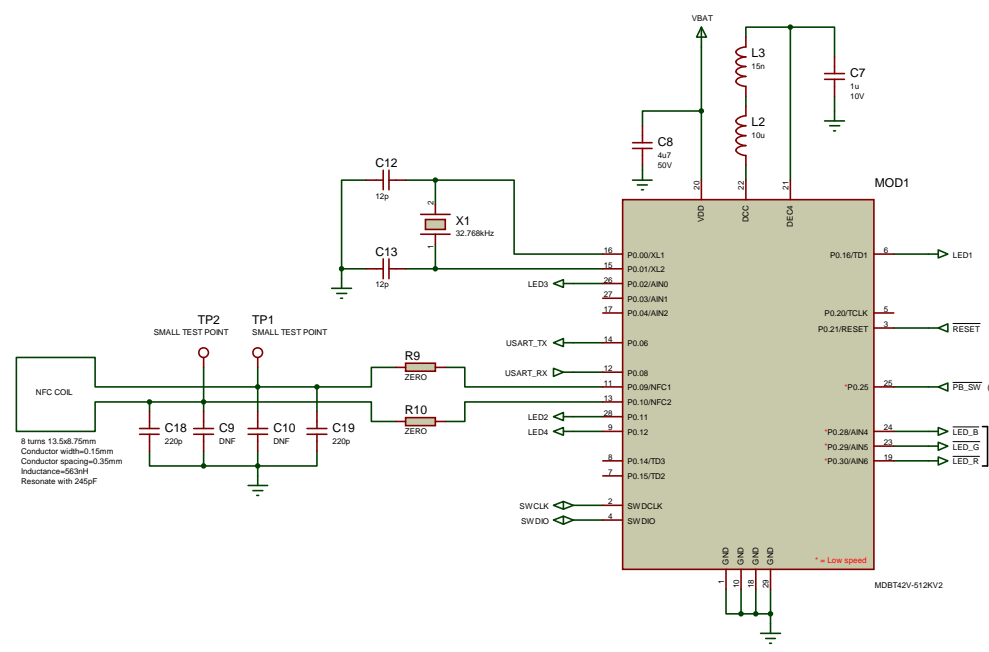 VBAT
L3
15n
C7
1u
10V
L2
10u
C8
4u7
50V
C12
12p
MOD1
20
22
21
VDD
DCC
DEC4
2
X1
32.768kHz
1
C13
12p
16
P0.00/XL1
15
P0.01/XL2
LED3
26
P0.02/AIN0
27
P0.03/AIN1
17
P0.04/AIN2
P0.16/TD1
6
LED1
P0.20/TCLK
5
P0.21/RESET
3
RESET
TP2
SMALL TEST POINT
TP1
SMALL TEST POINT
USART_TX
14
P0.06
R9
ZERO
USART_RX
12
P0.08
11
P0.09/NFC1
*P0.25
25
PB_SW (
NFC COIL
R10
ZERO
13
P0.10/NFC2
LED2
28
P0.11
LED4
9
P0.12
*P0.28/AIN4
24
LED_B
*P0.29/AIN5
23
LED_G
*P0.30/AIN6
19
LED_R
C18
220p
C9
DNF
C10
DNF
C19
220p
8 turns 13.5x8.75mm
Conductor width=0.15mm
Conductor spacing=0.35mm
Inductance=563nH
Resonate with 245pF
8
P0.14/TD3
7
P0.15/TD2
SWCLK
2
SWDCLK
SWDIO
4
SWDIO
GND
GND
GND
GND
* = Low speed
1
10
18
29
MDBT42V-512KV2